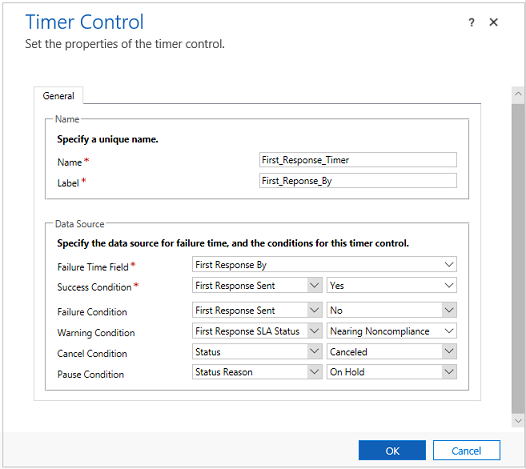 Timer Control
? ✕
Set the properties of the timer control.
General
Name
Specify a unique name.
Name * First_Response_Timer
Label * First_Reponse_By
Data Source
Specify the data source for failure time, and the conditions for this timer control.
Failure Time Field * First Response By
Success Condition * First Response Sent Yes
Failure Condition First Response Sent No
Warning Condition First Response SLA Status Nearing Noncompliance
Cancel Condition Status Canceled
Pause Condition Status Reason On Hold
OK Cancel